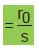 = r₀/s